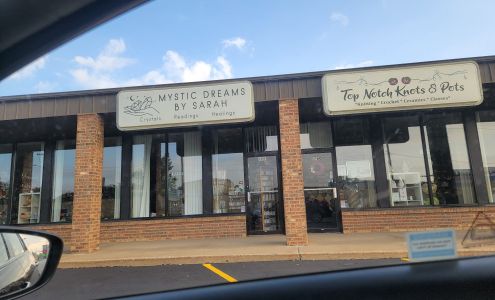 MYSTIC DREAMS
BY SARAH
Crystals Readings Healings
Top Notch Knots & Pots
*Knitting * Crochet * Ceramics * Classes*